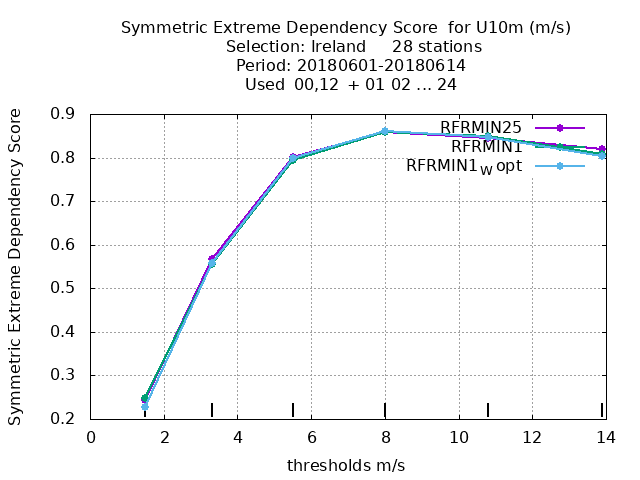 Symmetric Extreme Dependency Score  for U10m (m/s)
Selection: Ireland     28 stations
Period: 20180601-20180614
Used  00,12  + 01 02 ... 24
Symmetric Extreme Dependency Score
0.9
0.8
0.7
0.6
0.5
0.4
0.3
0.2
RFRMIN25
RFRMIN1
RFRMIN1W opt
0 2 4 6 8 10 12 14
thresholds m/s